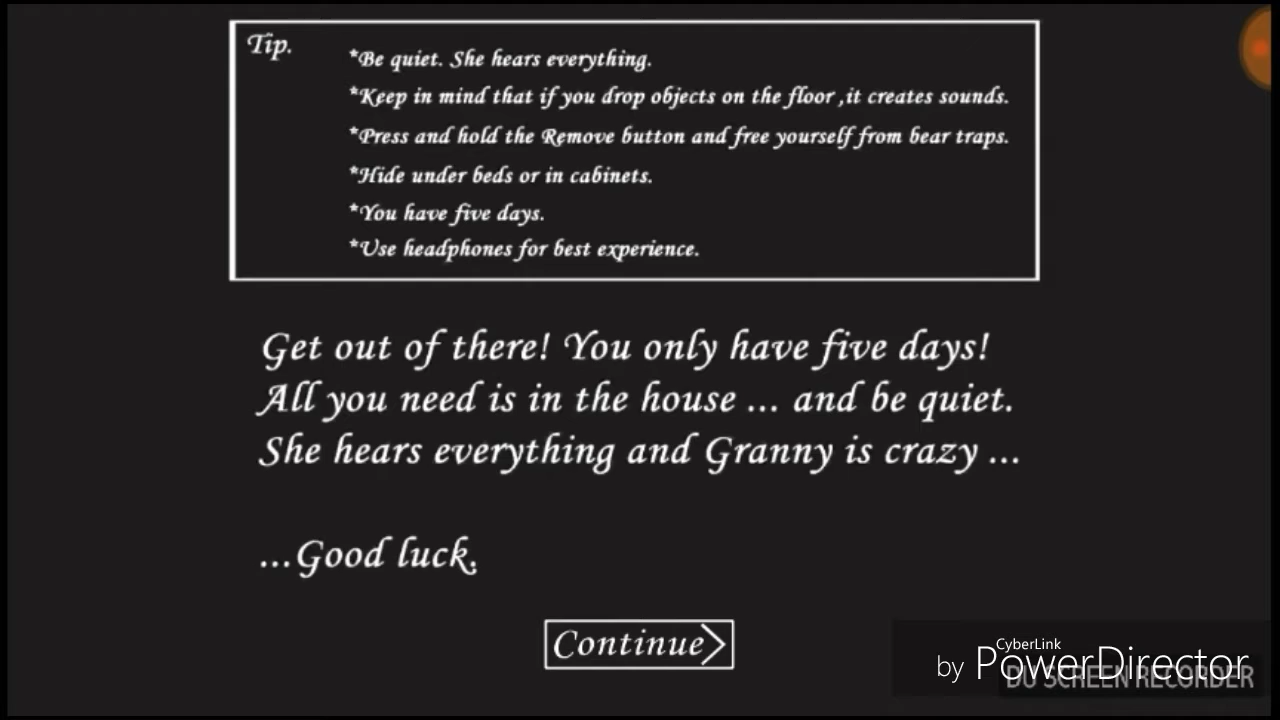 Tip.
*Be quiet. She hears everything.
*Keep in mind that if you drop objects on the floor ,it creates sounds.
*Press and hold the Remove button and free yourself from bear traps.
*Hide under beds or in cabinets.
*You have five days.
*Use headphones for best experience.
Get out of there! You only have five days!
All you need is in the house ... and be quiet.
She hears everything and Granny is crazy ...
...Good luck.
Continue>
CyberLink
by PowerDirector
DU SCREEN RECORDER